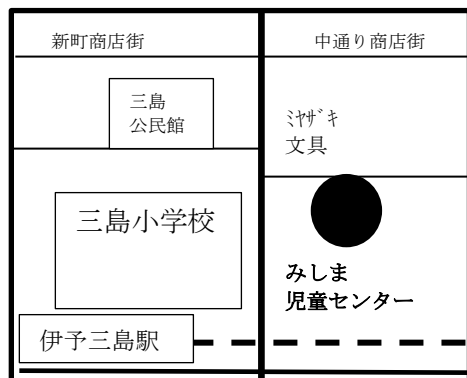 新町商店街
中通り商店街
三島
公民館
ﾐﾔｻﾞｷ
文具
三島小学校
みしま
児童センター
伊予三島駅